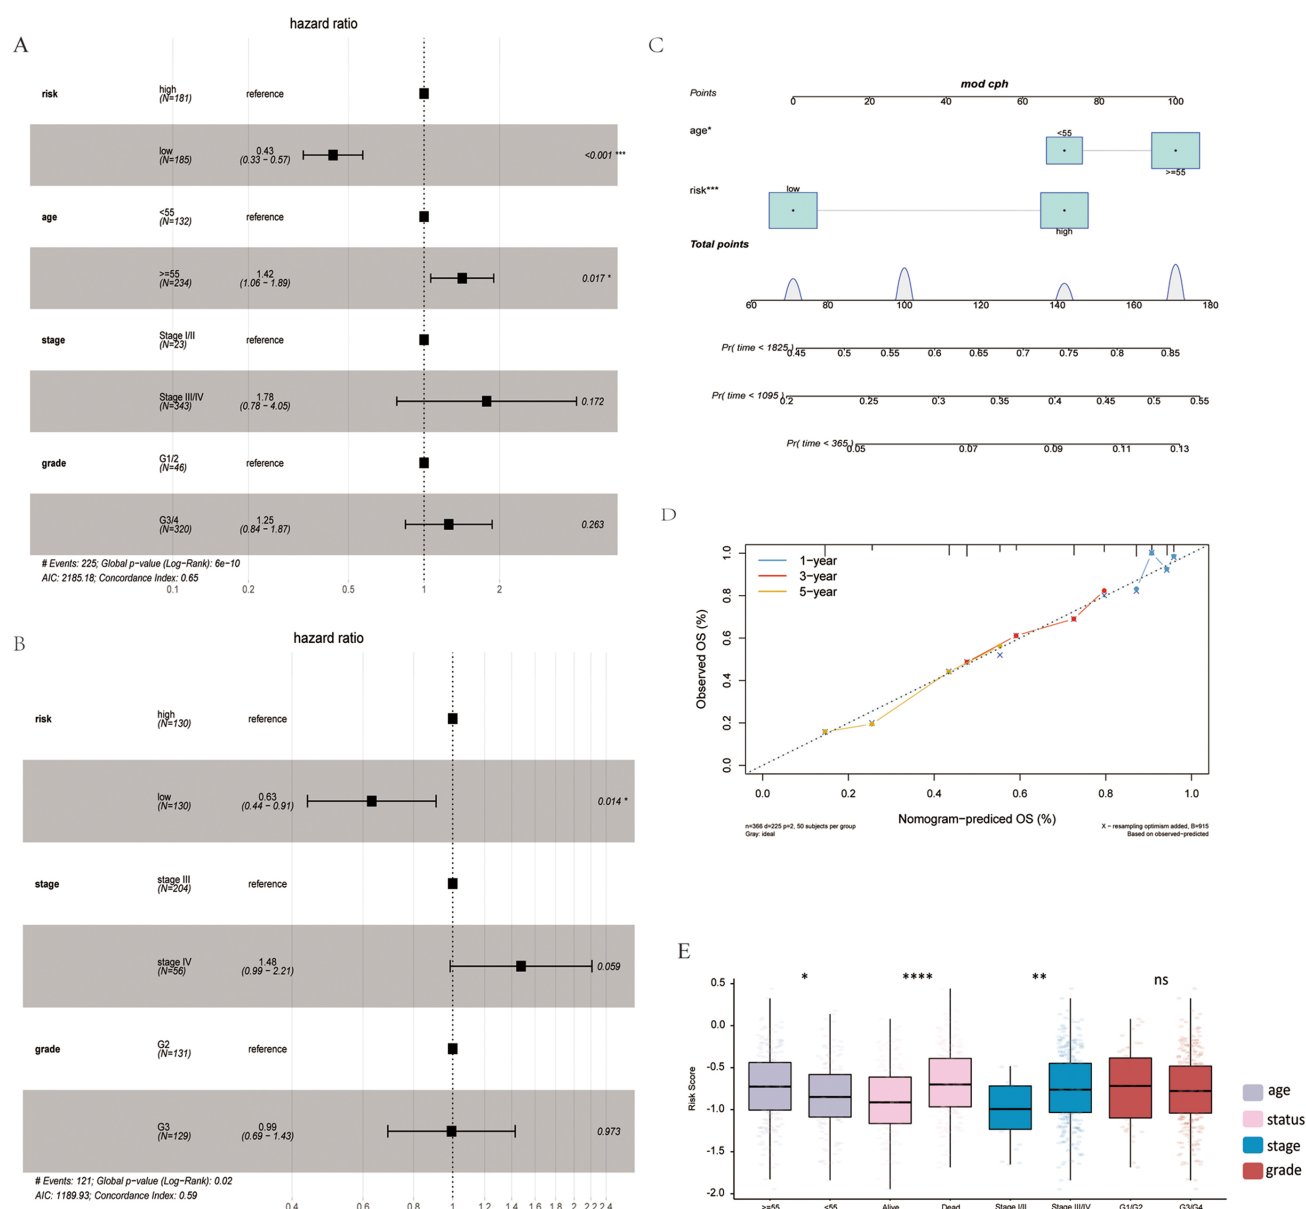 A
hazard ratio
risk high reference
(N=181)
low 0.43 <0.001 ***
(N=185) (0.33 − 0.57)
age <55 reference
(N=132)
>=55 1.42 0.017 *
(N=234) (1.06 − 1.89)
stage Stage I/II reference
(N=23)
Stage III/IV 1.78 0.172
(N=343) (0.78 − 4.05)
grade G1/2 reference
(N=46)
G3/4 1.25 0.263
(N=320) (0.84 − 1.87)
# Events: 225; Global p-value (Log−Rank): 6e-10
AIC: 2185.18; Concordance Index: 0.65
0.1 0.2 0.5 1 2
B
hazard ratio
risk high reference
(N=130)
low 0.63 0.014 *
(N=130) (0.44 − 0.91)
stage stage III reference
(N=204)
stage IV 1.48 0.059
(N=56) (0.99 − 2.21)
grade G2 reference
(N=131)
G3 0.99 0.973
(N=129) (0.69 − 1.43)
# Events: 121; Global p-value (Log−Rank): 0.02
AIC: 1189.93; Concordance Index: 0.59
0.4 0.6 0.8 1 1.2 1.4 1.6 1.8 2 2.2 2.4
C
mod cph
Points
0 20 40 60 80 100
age*
<55
>=55
risk***
low
high
Total points
60 80 100 120 140 160 180
Pr( time < 1825 )
0.45 0.5 0.55 0.6 0.65 0.7 0.75 0.8 0.85
Pr( time < 1095 )
0.2 0.25 0.3 0.35 0.4 0.45 0.5 0.55
Pr( time < 365 )
0.05 0.07 0.09 0.11 0.13
D
1−year
3−year
5−year
Observed OS (%)
1.0
0.8
0.6
0.4
0.2
0.0
0.0 0.2 0.4 0.6 0.8 1.0
Nomogram−prediced OS (%)
n=366 d=225 p=2, 50 subjects per group
Gray: ideal
X − resampling optimism added, B=915
Based on observed-predicted
E
* **** ** ns
Risk Score
0.5
0.0
-0.5
-1.0
-1.5
-2.0
>=55 <55 Alive Dead Stage I/II Stage III/IV G1/G2 G3/G4
age
status
stage
grade